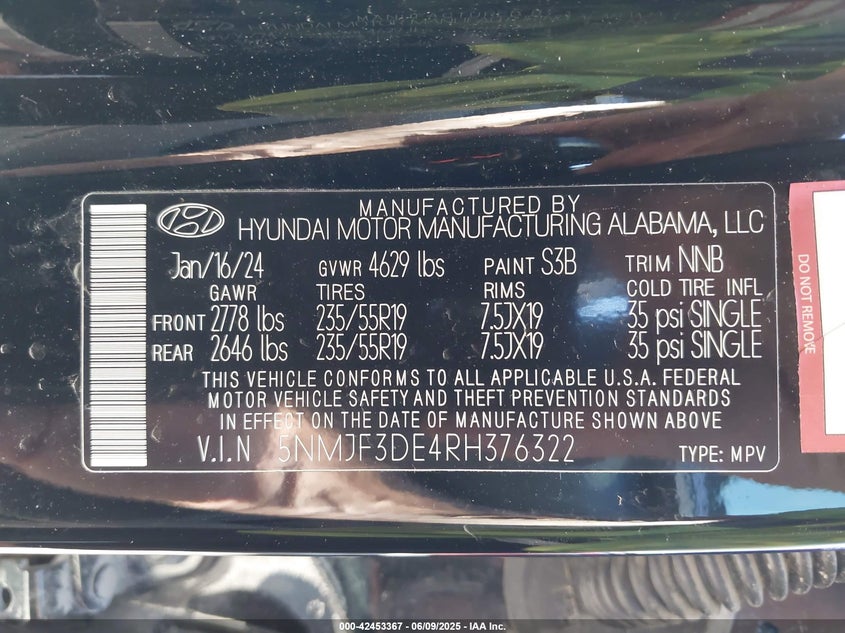 MANUFACTURED BY
HYUNDAI MOTOR MANUFACTURING ALABAMA, LLC
Jan/16/24 GVWR 4629 lbs PAINT S3B TRIM NNB
GAWR TIRES RIMS COLD TIRE INFL
FRONT 2778 lbs 235/55R19 7.5JX19 35 psi SINGLE
REAR 2646 lbs 235/55R19 7.5JX19 35 psi SINGLE
THIS VEHICLE CONFORMS TO ALL APPLICABLE U.S.A. FEDERAL
MOTOR VEHICLE SAFETY AND THEFT PREVENTION STANDARDS
IN EFFECT ON THE DATE OF MANUFACTURE SHOWN ABOVE
V.I.N 5NMJF3DE4RH376322 TYPE: MPV
DO NOT REMOVE
000-42453367 - 06/09/2025 - IAA Inc.